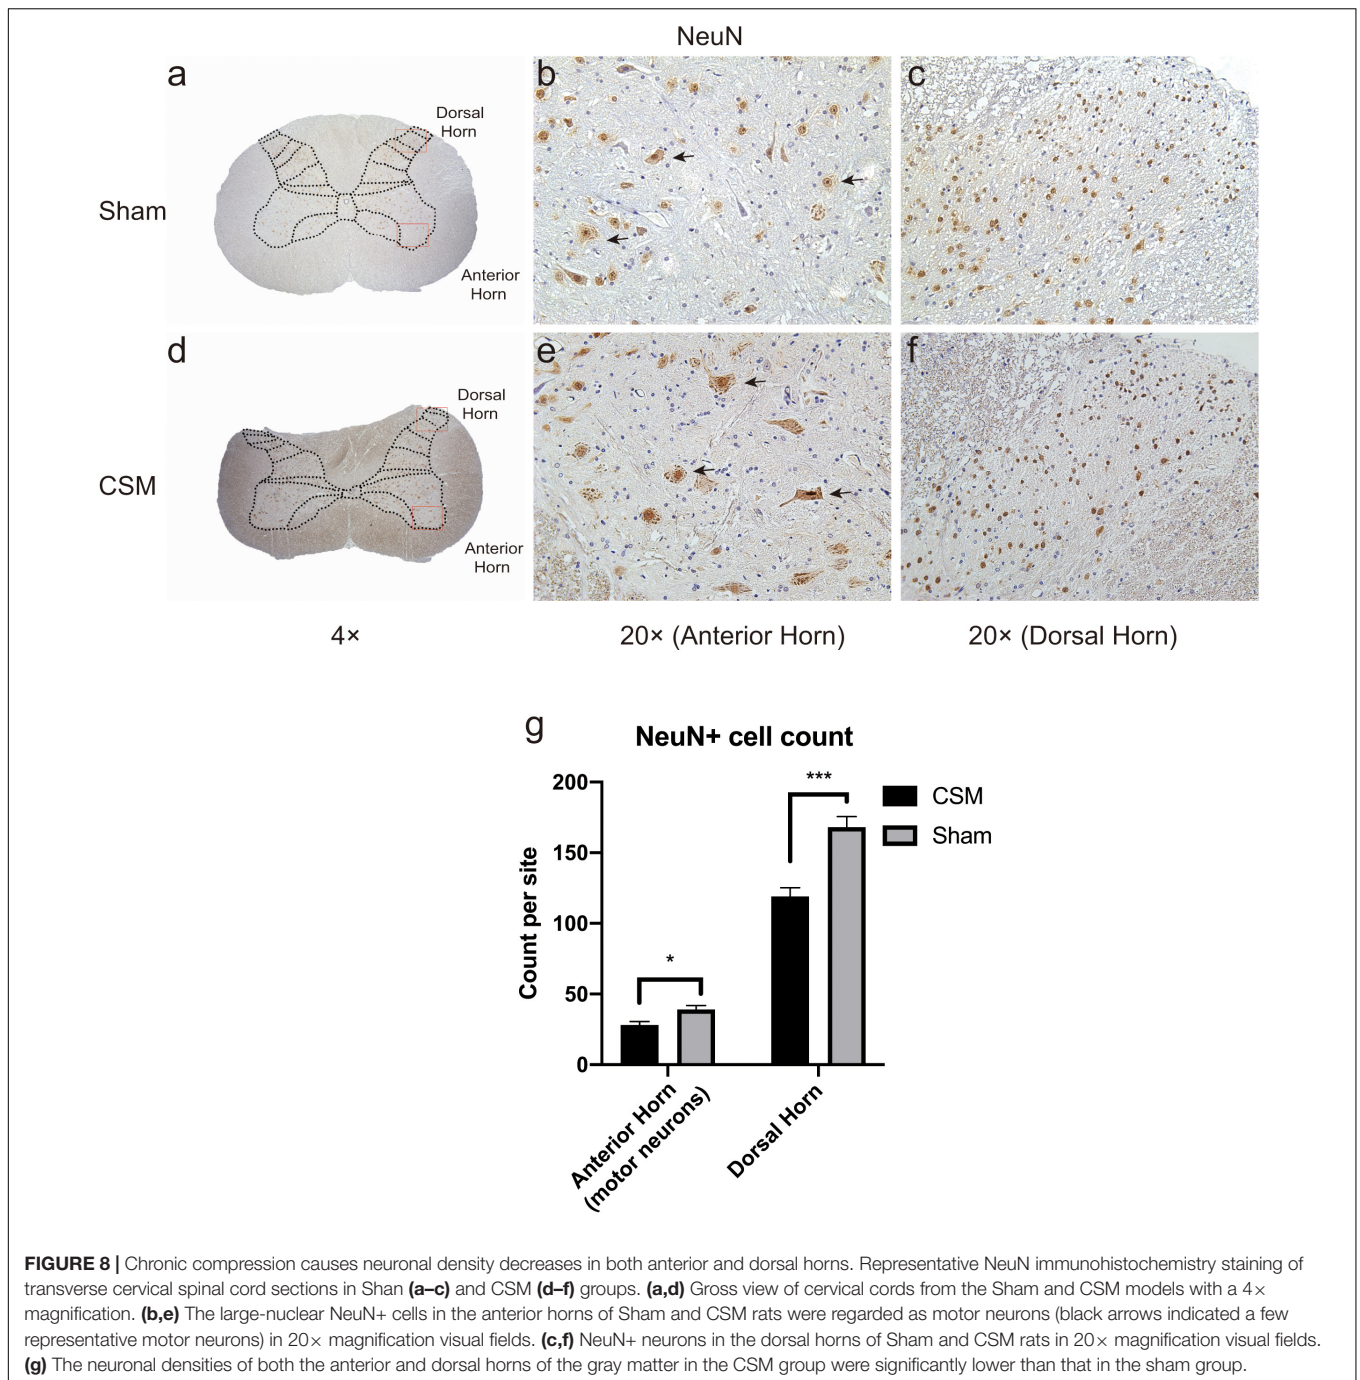 NeuN
a
b
c
Dorsal
Horn
Sham
Anterior
Horn
d
e
f
Dorsal
Horn
CSM
Anterior
Horn
4×
20× (Anterior Horn)
20× (Dorsal Horn)
g
NeuN+ cell count
200
150
100
50
0
Count per site
*
***
CSM
Sham
Anterior Horn
(motor neurons)
Dorsal Horn
FIGURE 8 | Chronic compression causes neuronal density decreases in both anterior and dorsal horns. Representative NeuN immunohistochemistry staining of
transverse cervical spinal cord sections in Shan (a–c) and CSM (d–f) groups. (a,d) Gross view of cervical cords from the Sham and CSM models with a 4×
magnification. (b,e) The large-nuclear NeuN+ cells in the anterior horns of Sham and CSM rats were regarded as motor neurons (black arrows indicated a few
representative motor neurons) in 20× magnification visual fields. (c,f) NeuN+ neurons in the dorsal horns of Sham and CSM rats in 20× magnification visual fields.
(g) The neuronal densities of both the anterior and dorsal horns of the gray matter in the CSM group were significantly lower than that in the sham group.